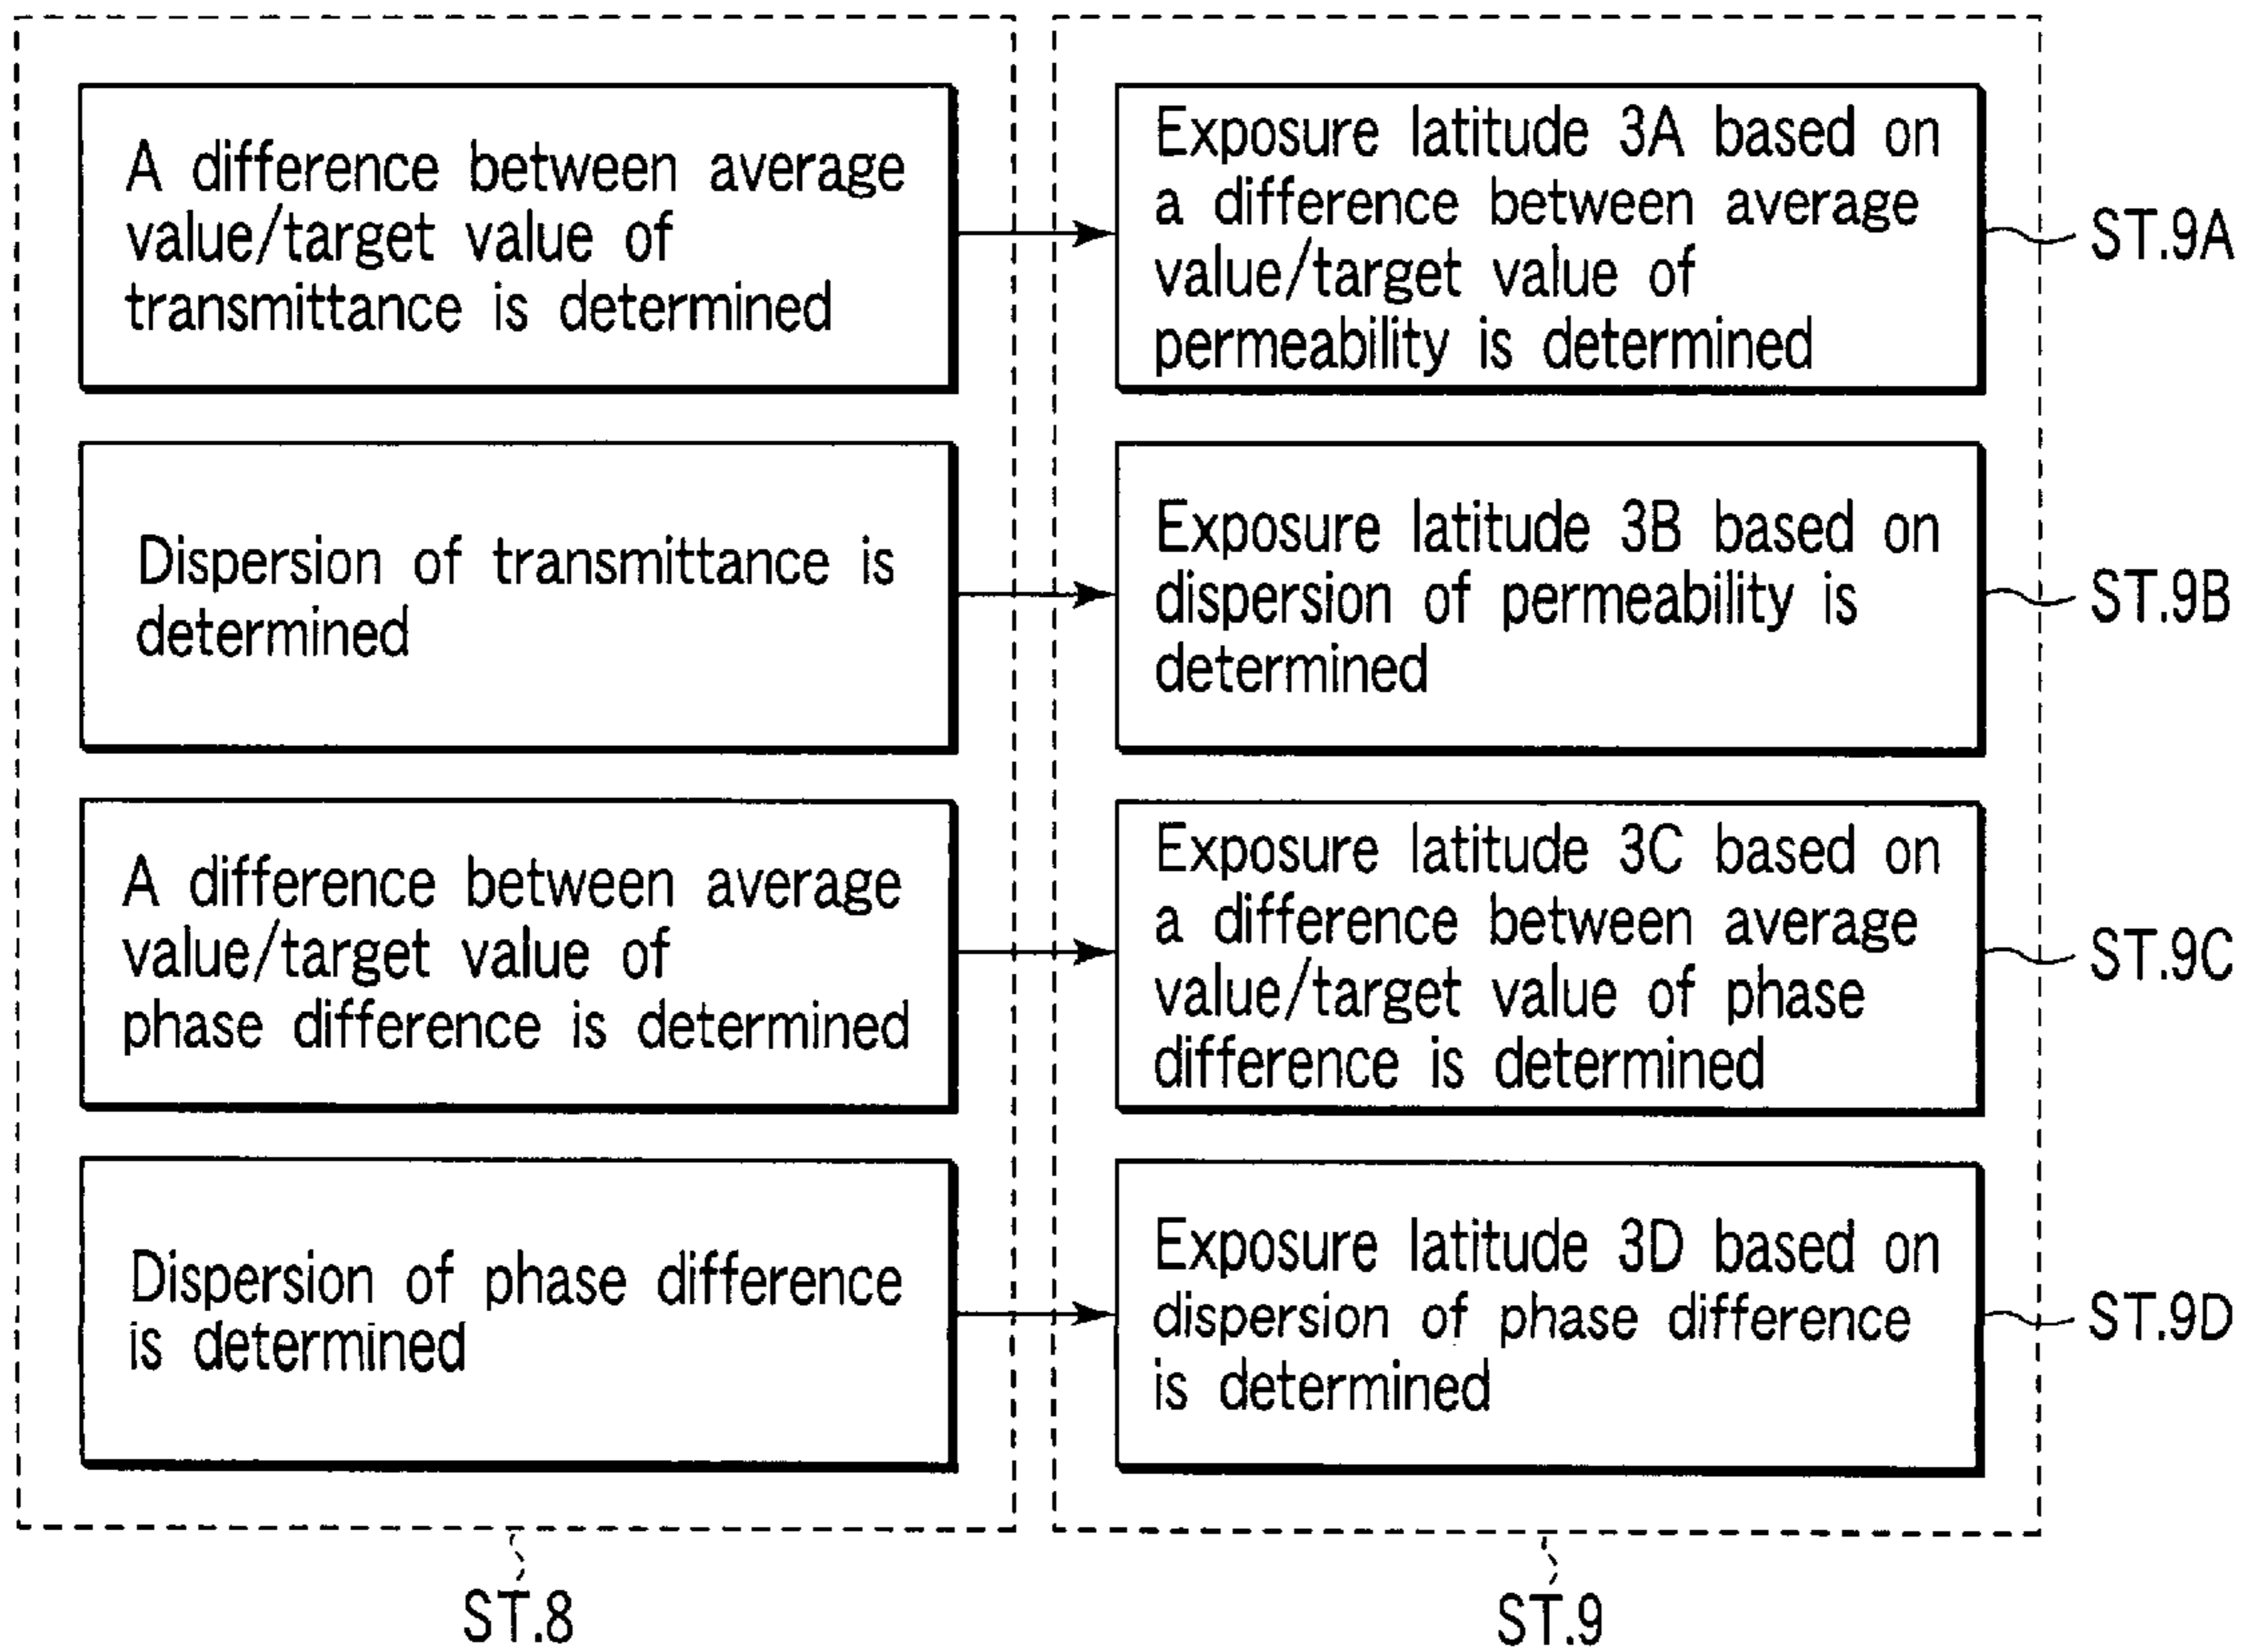 A difference between average
value/target value of
transmittance is determined
Exposure latitude 3A based on
a difference between average
value/target value of
permeability is determined
ST.9A
Dispersion of transmittance is
determined
Exposure latitude 3B based on
dispersion of permeability is
determined
ST.9B
A difference between average
value/target value of
phase difference is determined
Exposure latitude 3C based on
a difference between average
value/target value of phase
difference is determined
ST.9C
Dispersion of phase difference
is determined
Exposure latitude 3D based on
dispersion of phase difference
is determined
ST.9D
ST.8
ST.9